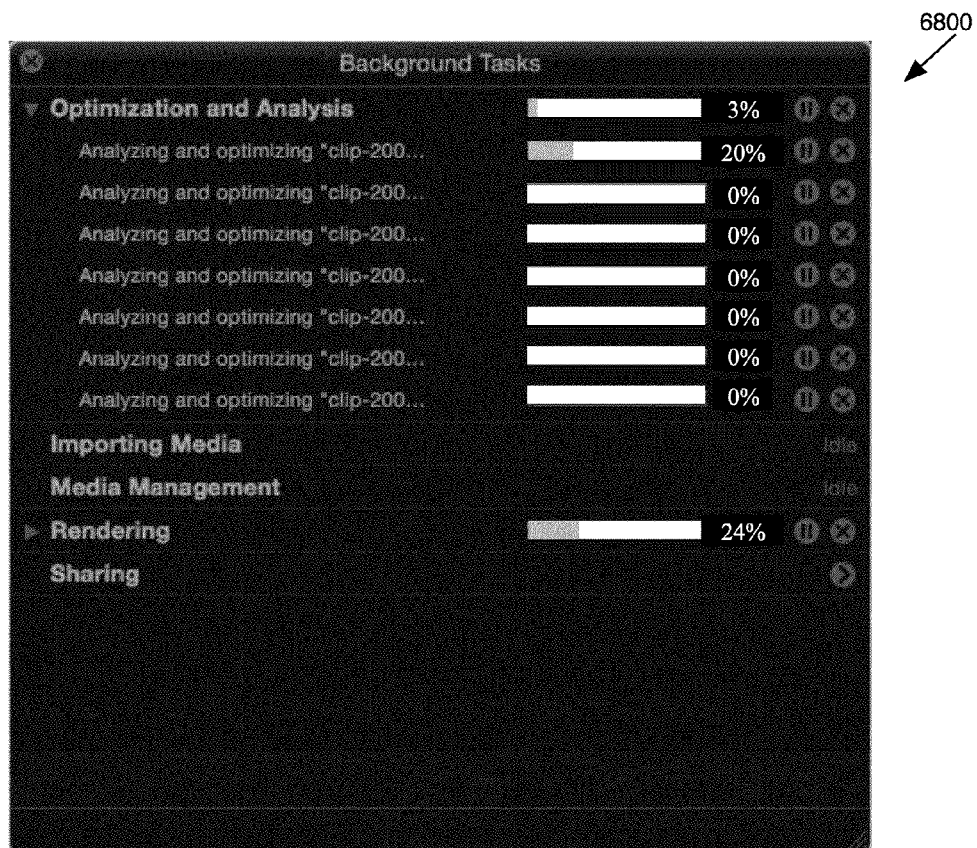 6800
Background Tasks
Optimization and Analysis 3%
Analyzing and optimizing "clip-200... 20%
Analyzing and optimizing "clip-200... 0%
Analyzing and optimizing "clip-200... 0%
Analyzing and optimizing "clip-200... 0%
Analyzing and optimizing "clip-200... 0%
Analyzing and optimizing "clip-200... 0%
Analyzing and optimizing "clip-200... 0%
Importing Media Idle
Media Management Idle
Rendering 24%
Sharing